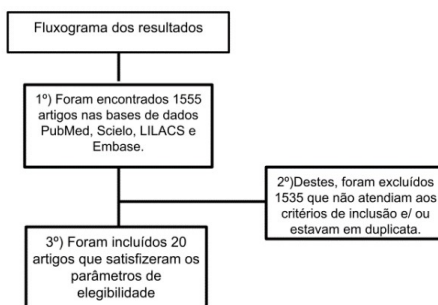 Fluxograma dos resultados
1º) Foram encontrados 1555
artigos nas bases de dados
PubMed, Scielo, LILACS e
Embase.
2º)Destes, foram excluídos
1535 que não atendiam aos
critérios de inclusão e/ ou
estavam em duplicata.
3º) Foram incluídos 20
artigos que satisfizeram os
parâmetros de
elegibilidade